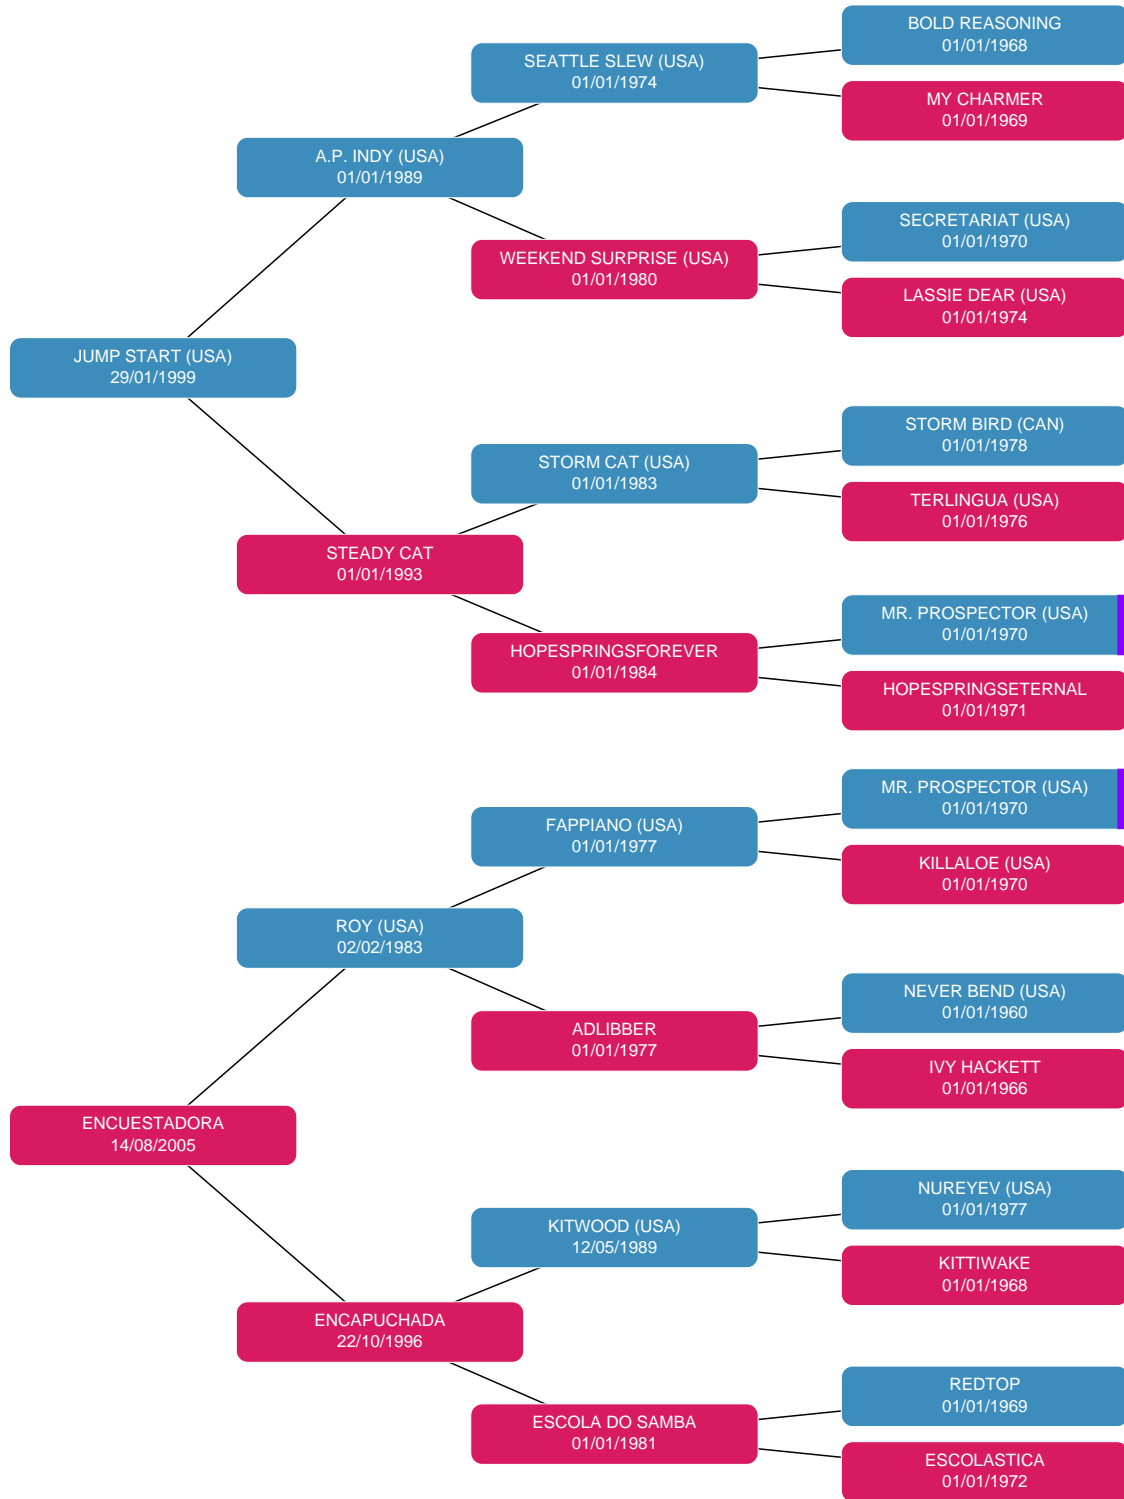 BOLD REASONING
01/01/1968
SEATTLE SLEW (USA)
01/01/1974
MY CHARMER
01/01/1969
A.P. INDY (USA)
01/01/1989
SECRETARIAT (USA)
01/01/1970
WEEKEND SURPRISE (USA)
01/01/1980
LASSIE DEAR (USA)
01/01/1974
JUMP START (USA)
29/01/1999
STORM BIRD (CAN)
01/01/1978
STORM CAT (USA)
01/01/1983
TERLINGUA (USA)
01/01/1976
STEADY CAT
01/01/1993
MR. PROSPECTOR (USA)
01/01/1970
HOPESPRINGSFOREVER
01/01/1984
HOPESPRINGSETERNAL
01/01/1971
MR. PROSPECTOR (USA)
01/01/1970
FAPPIANO (USA)
01/01/1977
KILLALOE (USA)
01/01/1970
ROY (USA)
02/02/1983
NEVER BEND (USA)
01/01/1960
ADLIBBER
01/01/1977
IVY HACKETT
01/01/1966
ENCUESTADORA
14/08/2005
NUREYEV (USA)
01/01/1977
KITWOOD (USA)
12/05/1989
KITTIWAKE
01/01/1968
ENCAPUCHADA
22/10/1996
REDTOP
01/01/1969
ESCOLA DO SAMBA
01/01/1981
ESCOLASTICA
01/01/1972